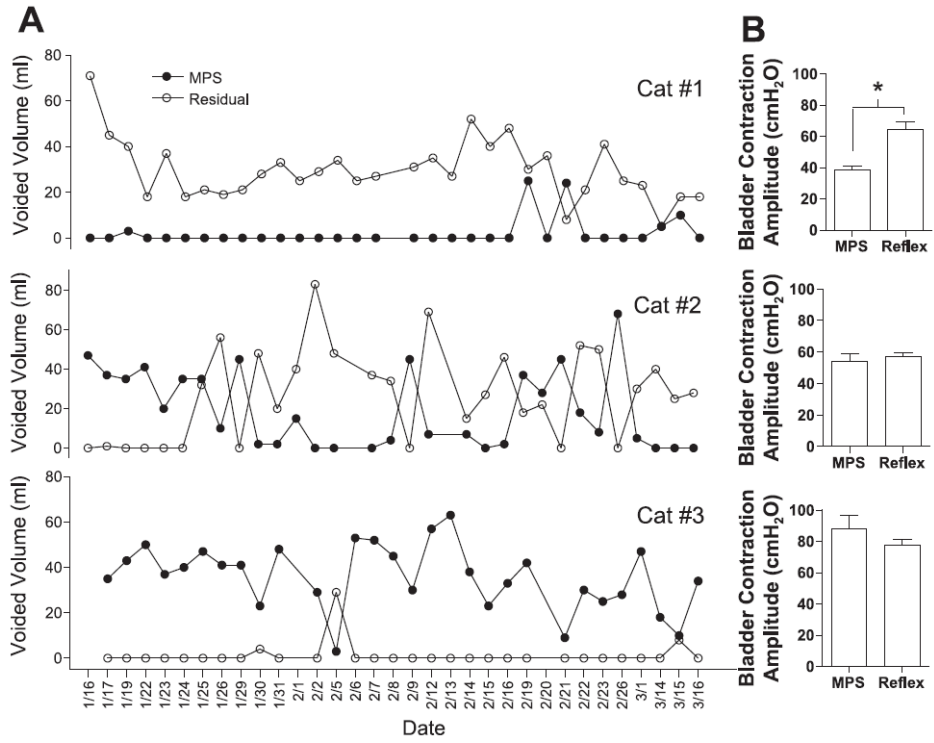 A
B
Voided Volume (ml)
80
60
40
20
0
MPS
Residual
Cat #1
Bladder Contraction
Amplitude (cmH2O)
100
80
60
40
20
0
*
MPS
Reflex
Voided Volume (ml)
80
60
40
20
0
Cat #2
Bladder Contraction
Amplitude (cmH2O)
100
80
60
40
20
0
MPS
Reflex
Voided Volume (ml)
80
60
40
20
0
Cat #3
Bladder Contraction
Amplitude (cmH2O)
100
80
60
40
20
0
MPS
Reflex
1/16
1/17
1/19
1/22
1/23
1/24
1/25
1/26
1/29
1/30
1/31
2/1
2/2
2/5
2/6
2/7
2/8
2/9
2/12
2/13
2/14
2/15
2/16
2/19
2/20
2/21
2/22
2/23
2/26
3/1
3/14
3/15
3/16
Date